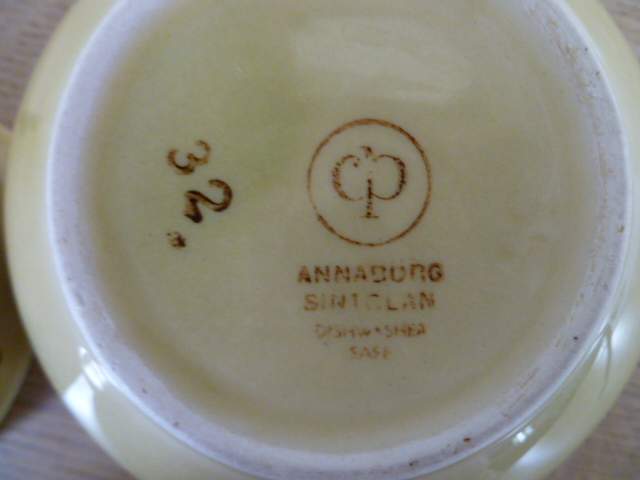 32
ANNABURG
SINTOLAN
DISHWASHER
SAFE